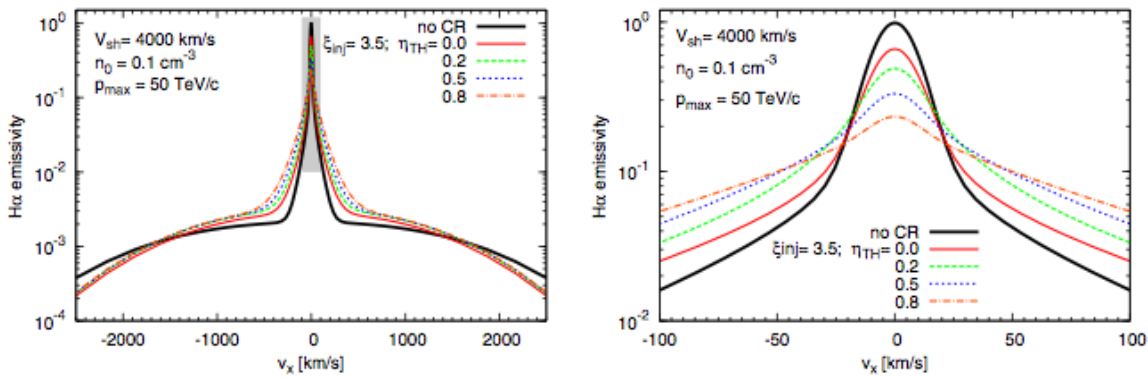 V_sh= 4000 km/s
n_0 = 0.1 cm^-3
p_max = 50 TeV/c
no CR
ξ_inj= 3.5; η_TH= 0.0
0.2
0.5
0.8
Hα emissivity
10^0
10^-1
10^-2
10^-3
10^-4
-2000 -1000 0 1000 2000
v_x [km/s]
V_sh= 4000 km/s
n_0 = 0.1 cm^-3
p_max = 50 TeV/c
no CR
ξinj= 3.5; η_TH= 0.0
0.2
0.5
0.8
Hα emissivity
10^0
10^-1
10^-2
-100 -50 0 50 100
v_x [km/s]